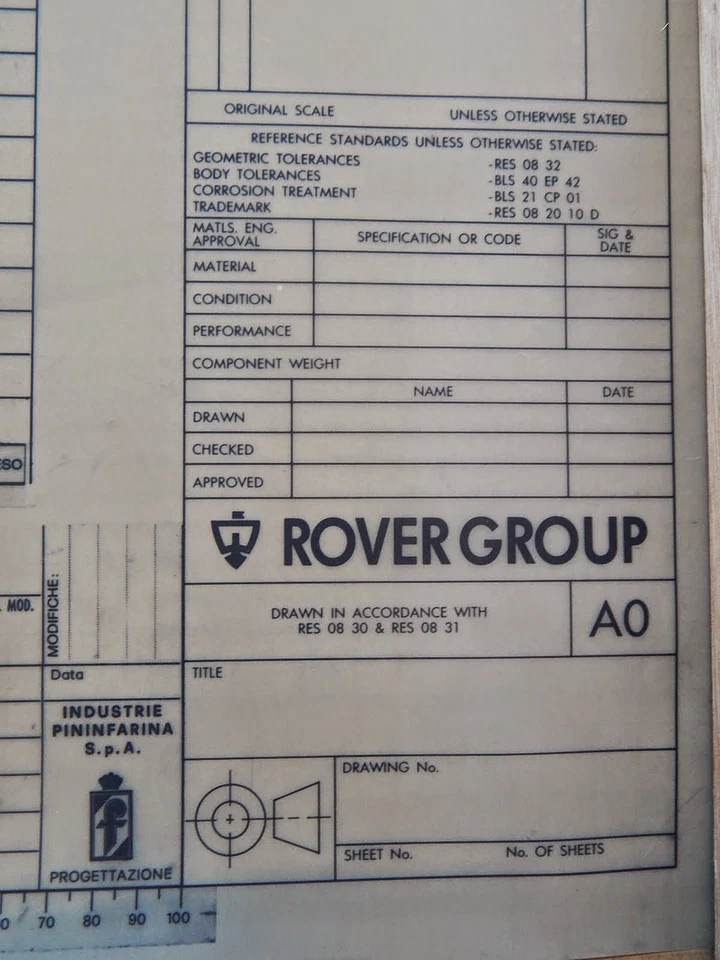 ORIGINAL SCALE UNLESS OTHERWISE STATED
REFERENCE STANDARDS UNLESS OTHERWISE STATED:
GEOMETRIC TOLERANCES -RES 08 32
BODY TOLERANCES -BLS 40 EP 42
CORROSION TREATMENT -BLS 21 CP 01
TRADEMARK -RES 08 20 10 D
MATLS. ENG.
APPROVAL
SPECIFICATION OR CODE
SIG &
DATE
MATERIAL
CONDITION
PERFORMANCE
COMPONENT WEIGHT
NAME DATE
DRAWN
CHECKED
APPROVED
ROVER GROUP
DRAWN IN ACCORDANCE WITH
RES 08 30 & RES 08 31
A0
TITLE
DRAWING No.
SHEET No. No. OF SHEETS
MOD.
MODIFICHE:
Data
INDUSTRIE
PININFARINA
S.p.A.
f
PROGETTAZIONE
70 80 90 100